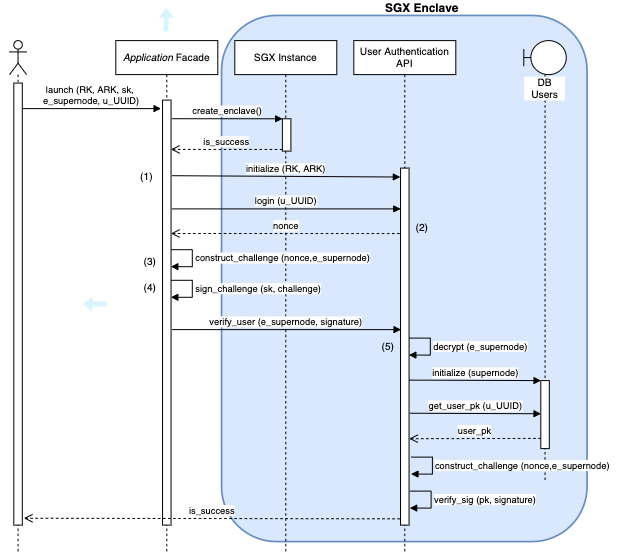 SGX Enclave
Application Facade
SGX Instance
User Authentication
API
DB
Users
launch (RK, ARK, sk,
e_supernode, u_UUID)
create_enclave()
is_success
(1)
initialize (RK, ARK)
login (u_UUID)
nonce
(2)
(3)
construct_challenge (nonce,e_supernode)
(4)
sign_challenge (sk, challenge)
verify_user (e_supernode, signature)
(5)
decrypt (e_supernode)
initialize (supernode)
get_user_pk (u_UUID)
user_pk
construct_challenge (nonce,e_supernode)
verify_sig (pk, signature)
is_success